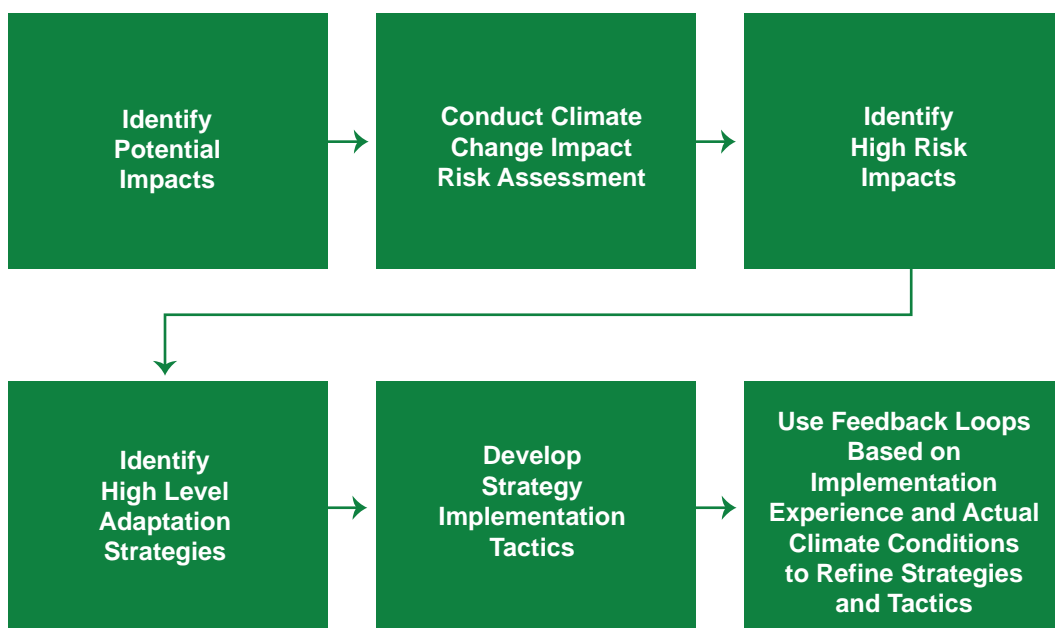 Identify
Potential
Impacts
Conduct Climate
Change Impact
Risk Assessment
Identify
High Risk
Impacts
Identify
High Level
Adaptation
Strategies
Develop
Strategy
Implementation
Tactics
Use Feedback Loops
Based on
Implementation
Experience and Actual
Climate Conditions
to Refine Strategies
and Tactics